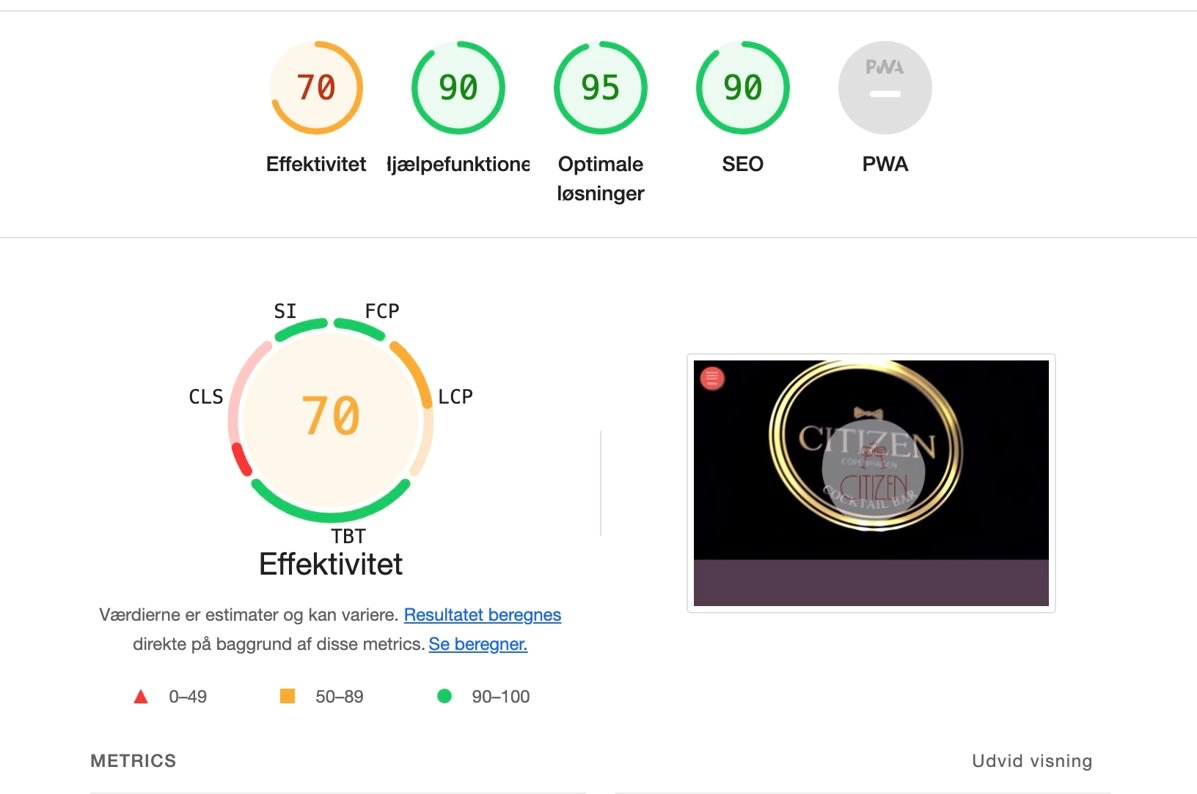 70
90
95
90
PWA
Effektivitet
Hjælpefunktione
Optimale
løsninger
SEO
PWA
SI
FCP
CLS
LCP
70
TBT
Effektivitet
Værdierne er estimater og kan variere. Resultatet beregnes
direkte på baggrund af disse metrics. Se beregner.
0–49
50–89
90–100
CITIZEN
COPENHAGEN
CITIZEN
COCKTAIL BAR
METRICS
Udvid visning